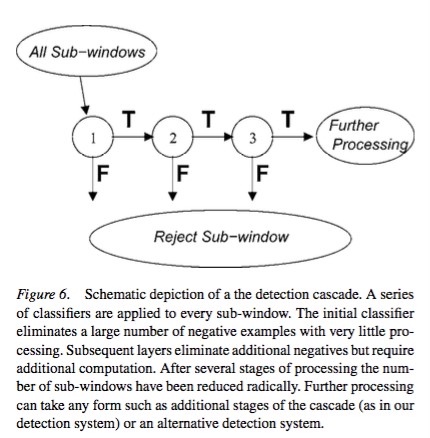 All Sub-windows
T T T
1 2 3
Further
Processing
F F F
Reject Sub-window
Figure 6. Schematic depiction of a the detection cascade. A series
of classifiers are applied to every sub-window. The initial classifier
eliminates a large number of negative examples with very little pro-
cessing. Subsequent layers eliminate additional negatives but require
additional computation. After several stages of processing the num-
ber of sub-windows have been reduced radically. Further processing
can take any form such as additional stages of the cascade (as in our
detection system) or an alternative detection system.